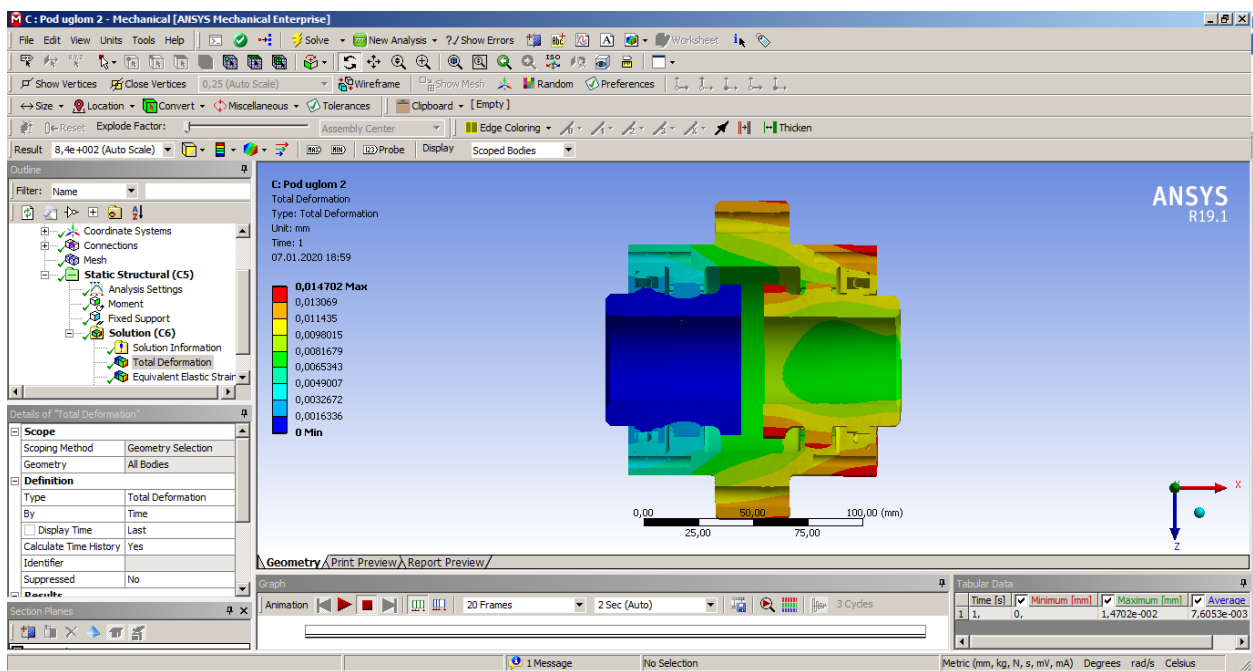 C : Pod uglom 2 - Mechanical [ANSYS Mechanical Enterprise]
File Edit View Units Tools Help Solve New Analysis ?/ Show Errors Worksheet
Show Vertices Close Vertices 0,25 (Auto Scale) Wireframe Show Mesh Random Preferences
Size Location Convert Miscellaneous Tolerances Clipboard [Empty]
Reset Explode Factor: Assembly Center Edge Coloring Thicken
Result 8,4e+002 (Auto Scale) MAX MIN 123 Probe Display Scoped Bodies
Outline
Filter: Name
Coordinate Systems
Connections
Mesh
Static Structural (C5)
Analysis Settings
Moment
Fixed Support
Solution (C6)
Solution Information
Total Deformation
Equivalent Elastic Strain
Details of "Total Deformation"
Scope
Scoping Method Geometry Selection
Geometry All Bodies
Definition
Type Total Deformation
By Time
Display Time Last
Calculate Time History Yes
Identifier
Suppressed No
Results
Section Planes
C: Pod uglom 2
Total Deformation
Type: Total Deformation
Unit: mm
Time: 1
07.01.2020 18:59
0,014702 Max
0,013069
0,011435
0,0098015
0,0081679
0,0065343
0,0049007
0,0032672
0,0016336
0 Min
ANSYS
R19.1
0,00 50,00 100,00 (mm)
25,00 75,00
X
Z
Geometry Print Preview Report Preview
Graph
Animation 20 Frames 2 Sec (Auto) 3 Cycles
Tabular Data
Time [s] Minimum [mm] Maximum [mm] Average
1 1, 0, 1,4702e-002 7,6053e-003
1 Message No Selection Metric (mm, kg, N, s, mV, mA) Degrees rad/s Celsius